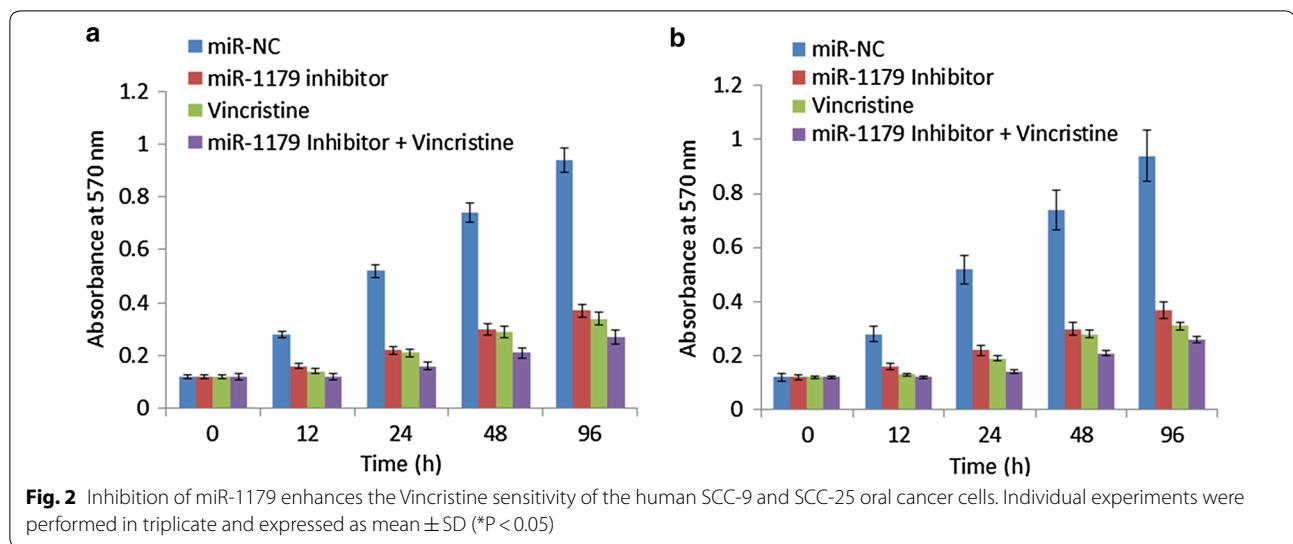 a
miR-NC
miR-1179 inhibitor
Vincristine
miR-1179 Inhibitor + Vincristine
Absorbance at 570 nm
1.2
1
0.8
0.6
0.4
0.2
0
0 12 24 48 96
Time (h)
b
miR-NC
miR-1179 Inhibitor
Vincristine
miR-1179 Inhibitor + Vincristine
Absorbance at 570 nm
1.2
1
0.8
0.6
0.4
0.2
0
0 12 24 48 96
Time (h)
Fig. 2 Inhibition of miR-1179 enhances the Vincristine sensitivity of the human SCC-9 and SCC-25 oral cancer cells. Individual experiments were
performed in triplicate and expressed as mean ± SD (*P < 0.05)